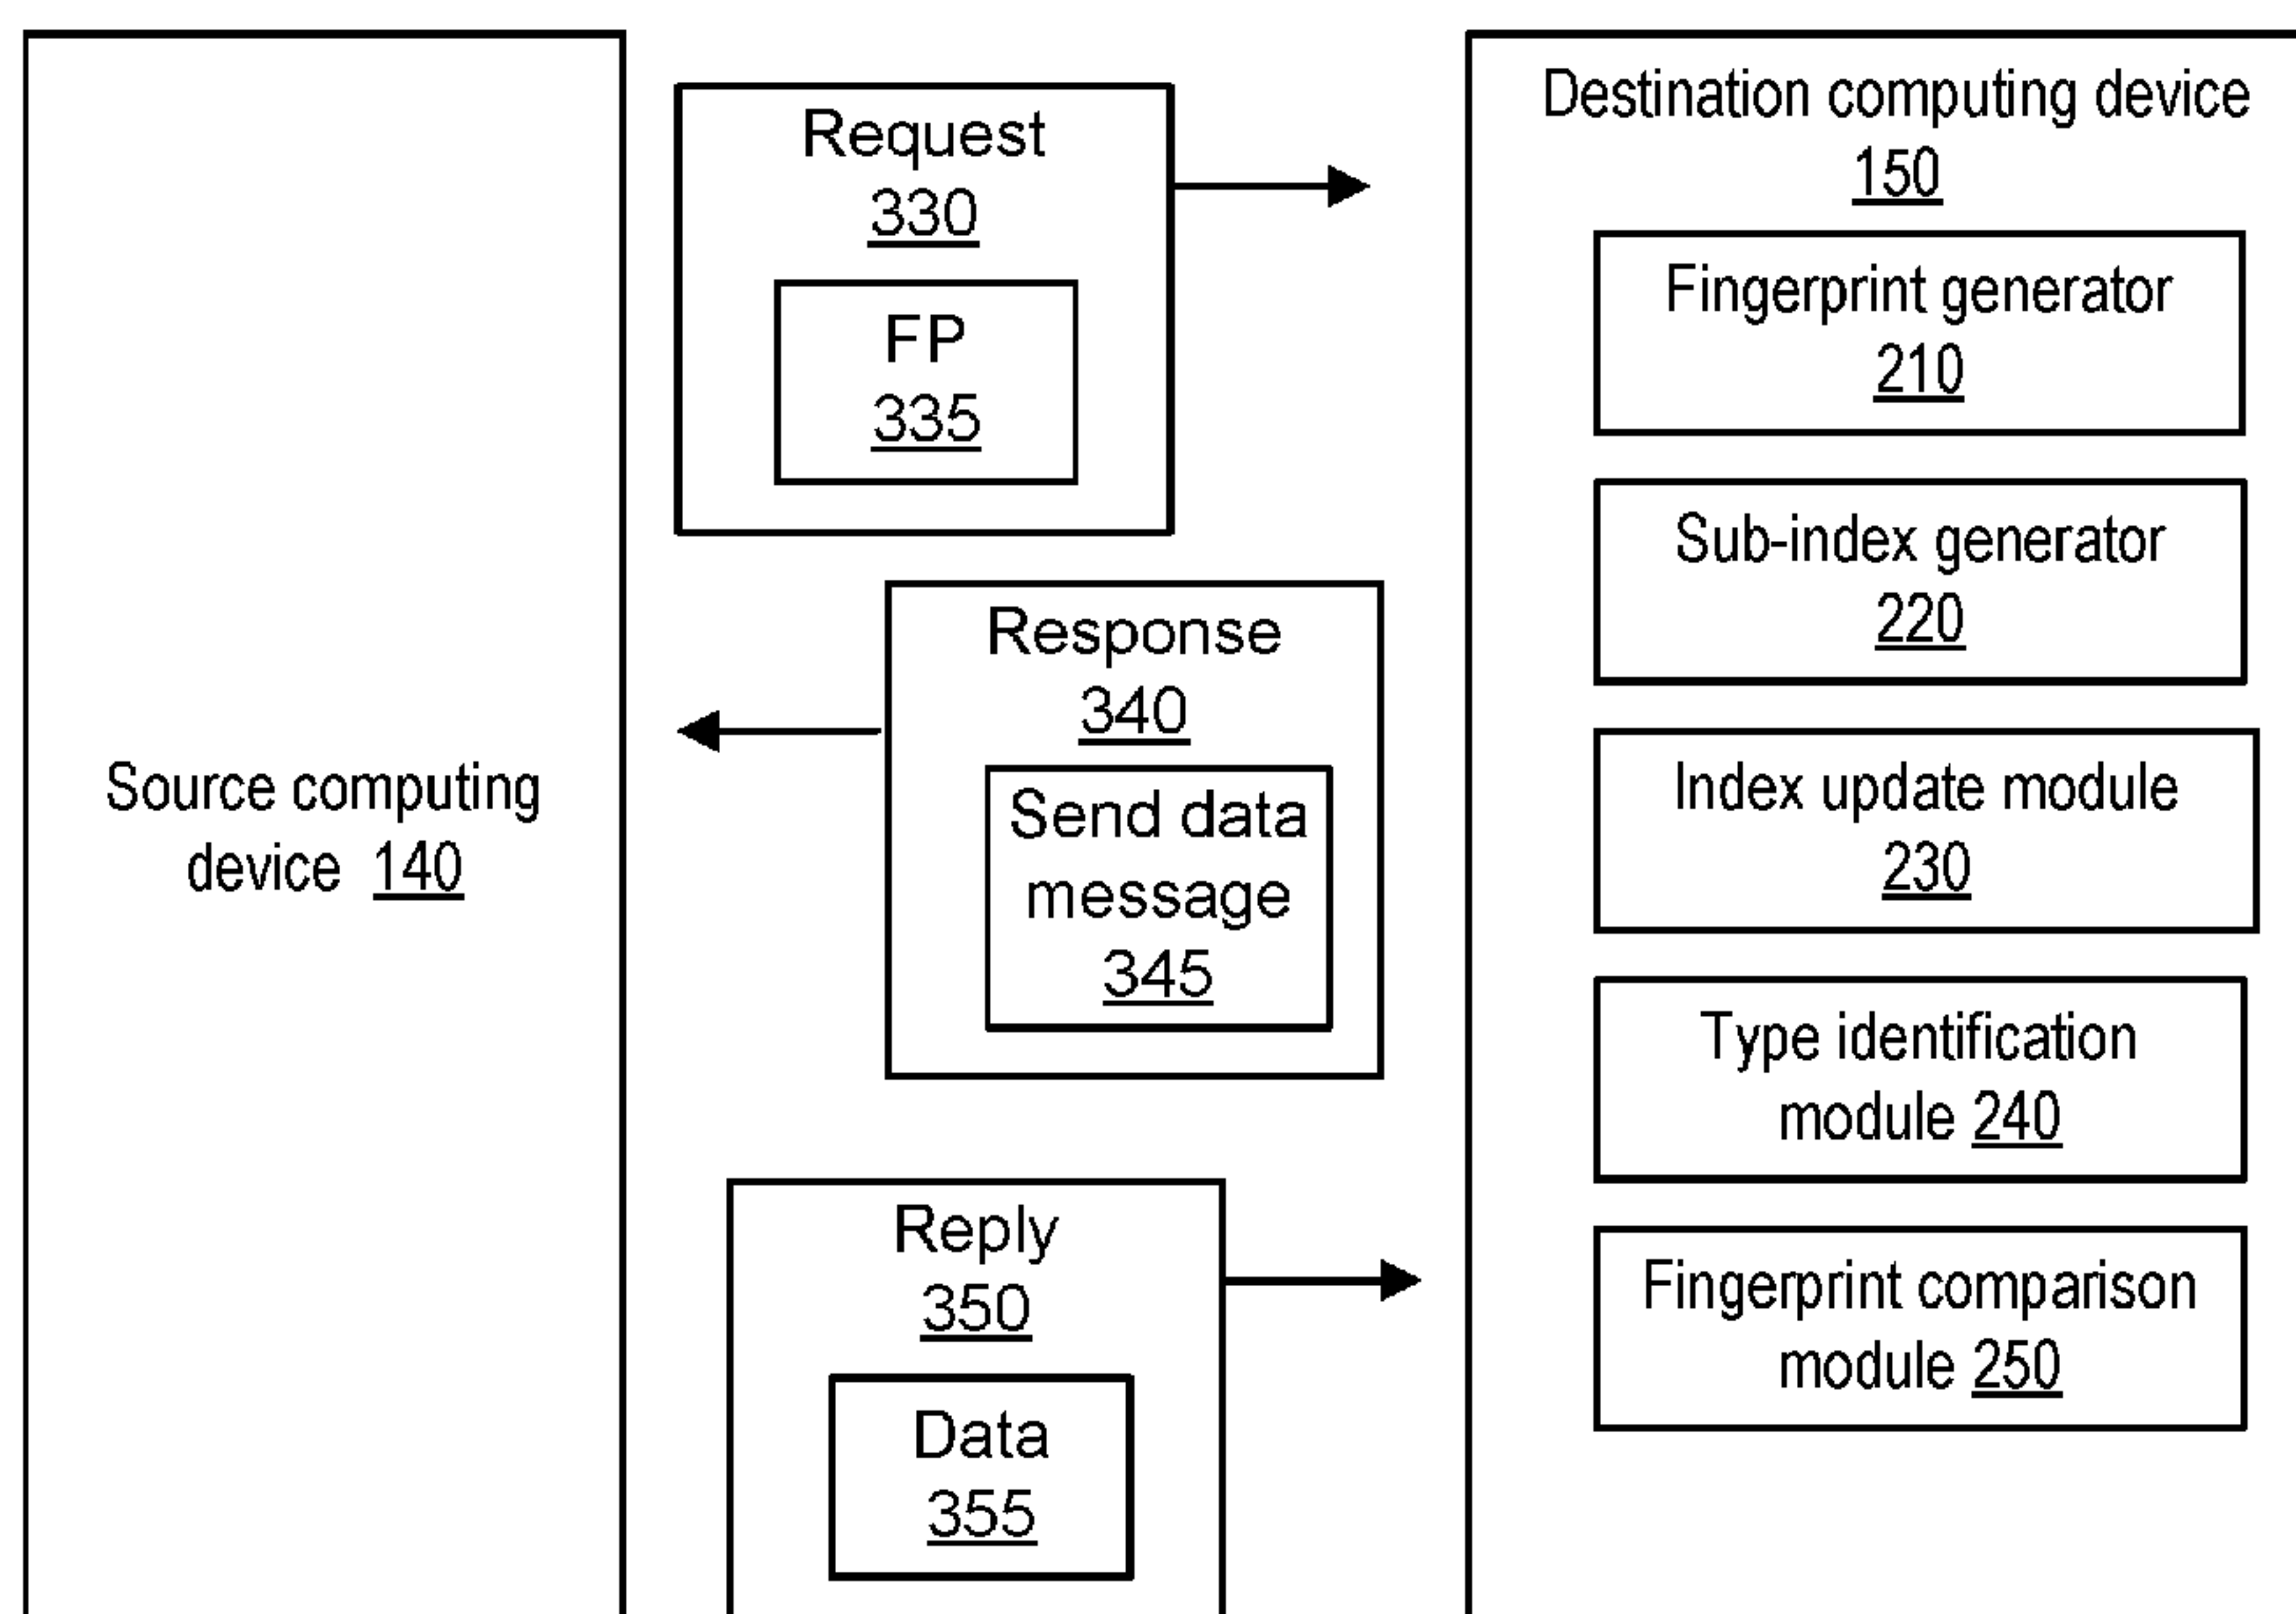 Source computing
device 140
Request
330
FP
335
Response
340
Send data
message
345
Reply
350
Data
355
Destination computing device
150
Fingerprint generator
210
Sub-index generator
220
Index update module
230
Type identification
module 240
Fingerprint comparison
module 250